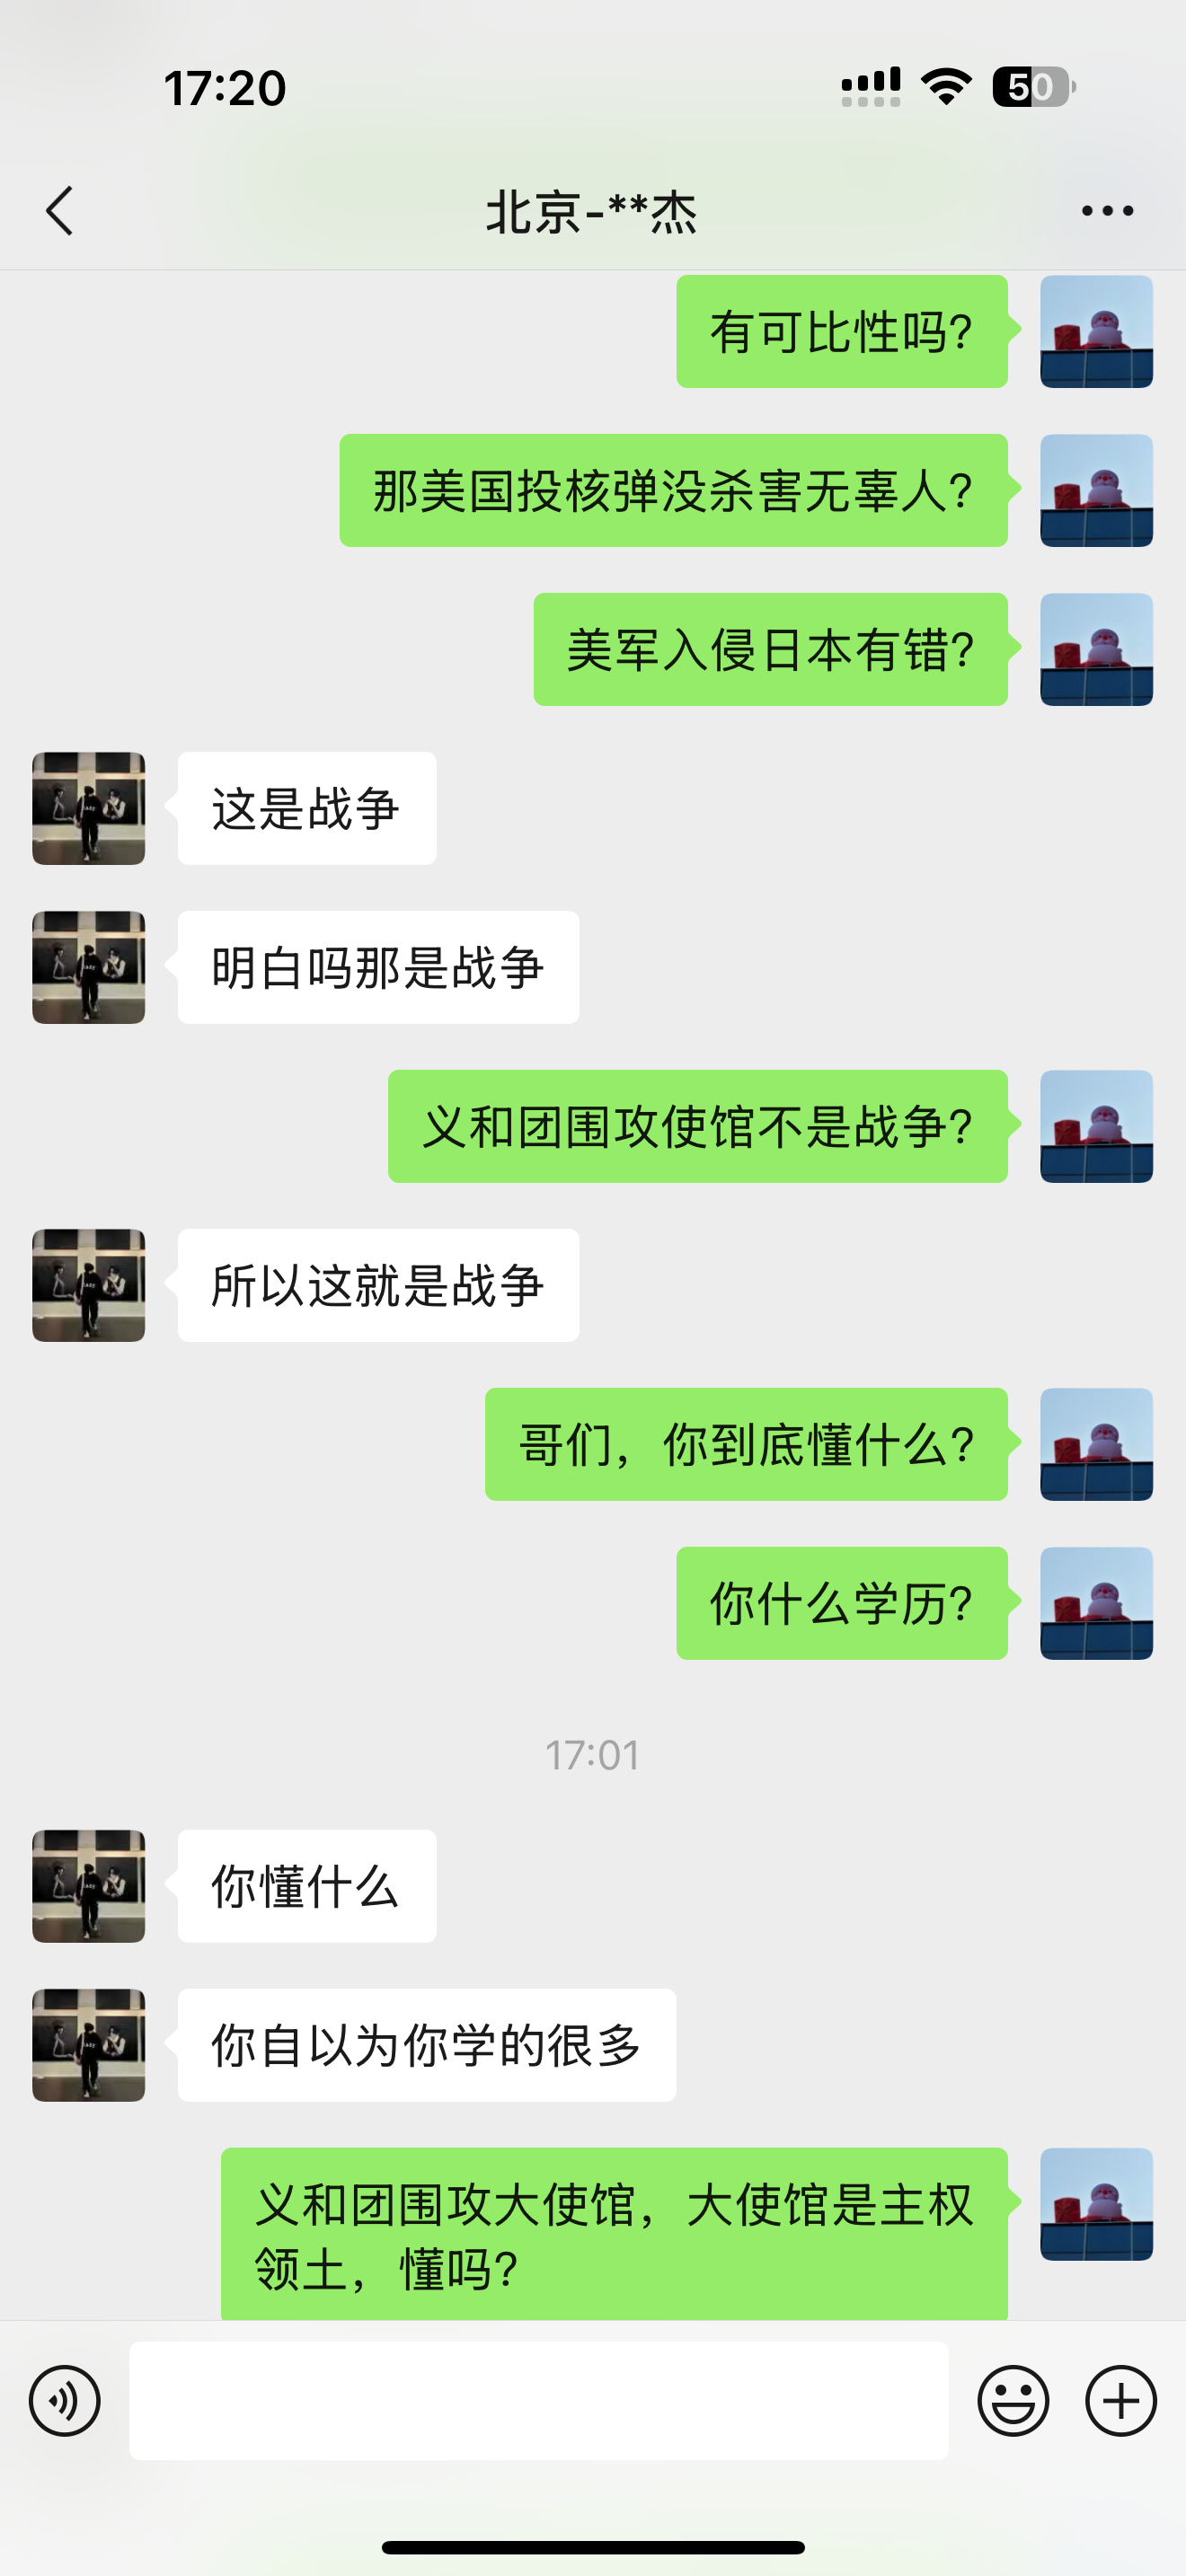 17:20
50
北京-**杰
有可比性吗?
那美国投核弹没杀害无辜人?
美军入侵日本有错?
这是战争
明白吗那是战争
义和团围攻使馆不是战争?
所以这就是战争
哥们，你到底懂什么?
你什么学历?
17:01
你懂什么
你自以为你学的很多
义和团围攻大使馆，大使馆是主权
领土，懂吗?